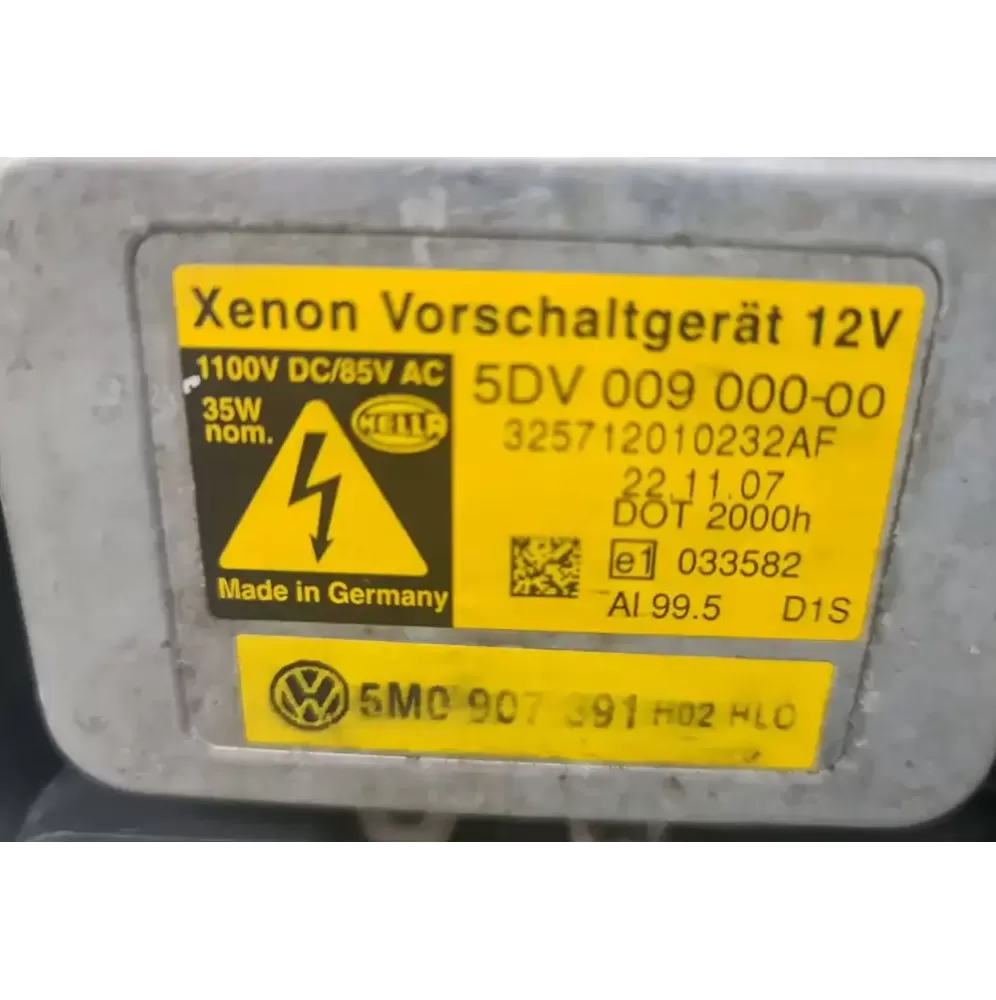 Xenon Vorschaltgerät 12V
1100V DC/85V AC
35W
nom.
HELLA
Made in Germany
5DV 009 000-00
325712010232AF
22.11.07
DOT 2000h
e1 033582
Al 99.5 D1S
VW 5M0 907 391 H02 HLO